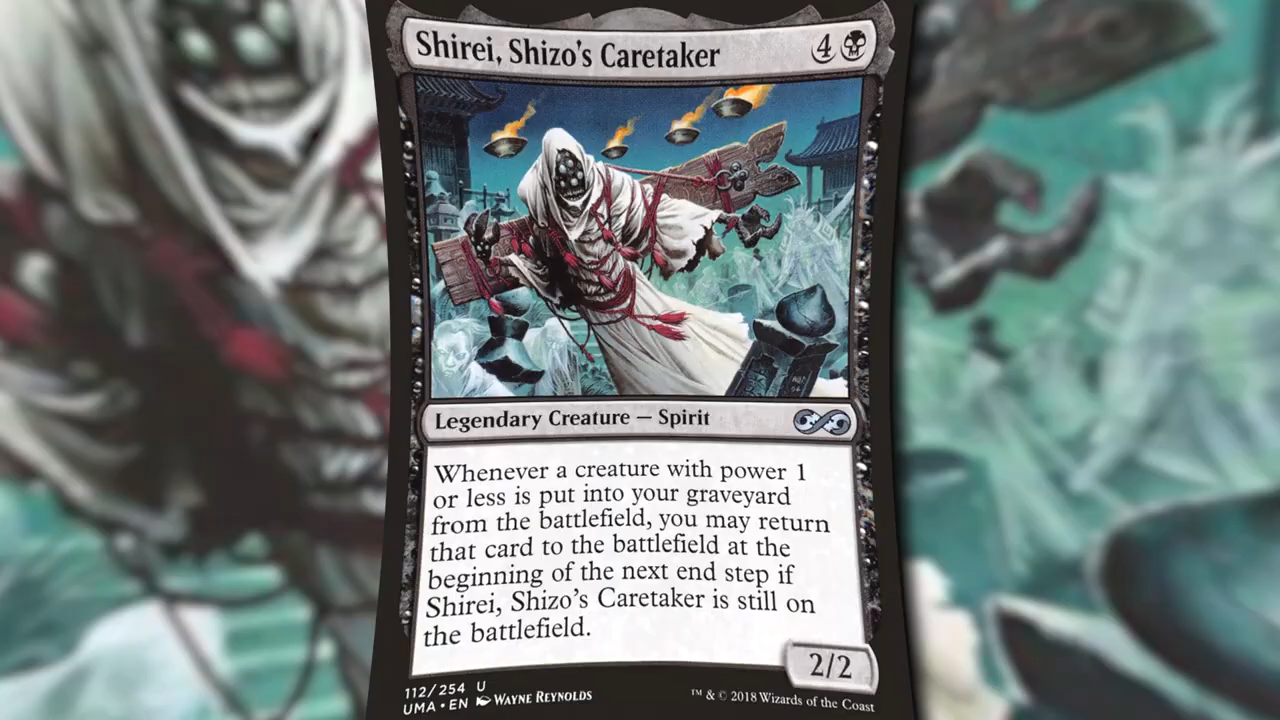 Shirei, Shizo's Caretaker 4
Legendary Creature — Spirit
Whenever a creature with power 1
or less is put into your graveyard
from the battlefield, you may return
that card to the battlefield at the
beginning of the next end step if
Shirei, Shizo's Caretaker is still on
the battlefield.
2/2
112/254 U
UMA • EN WAYNE REYNOLDS
™ & © 2018 Wizards of the Coast